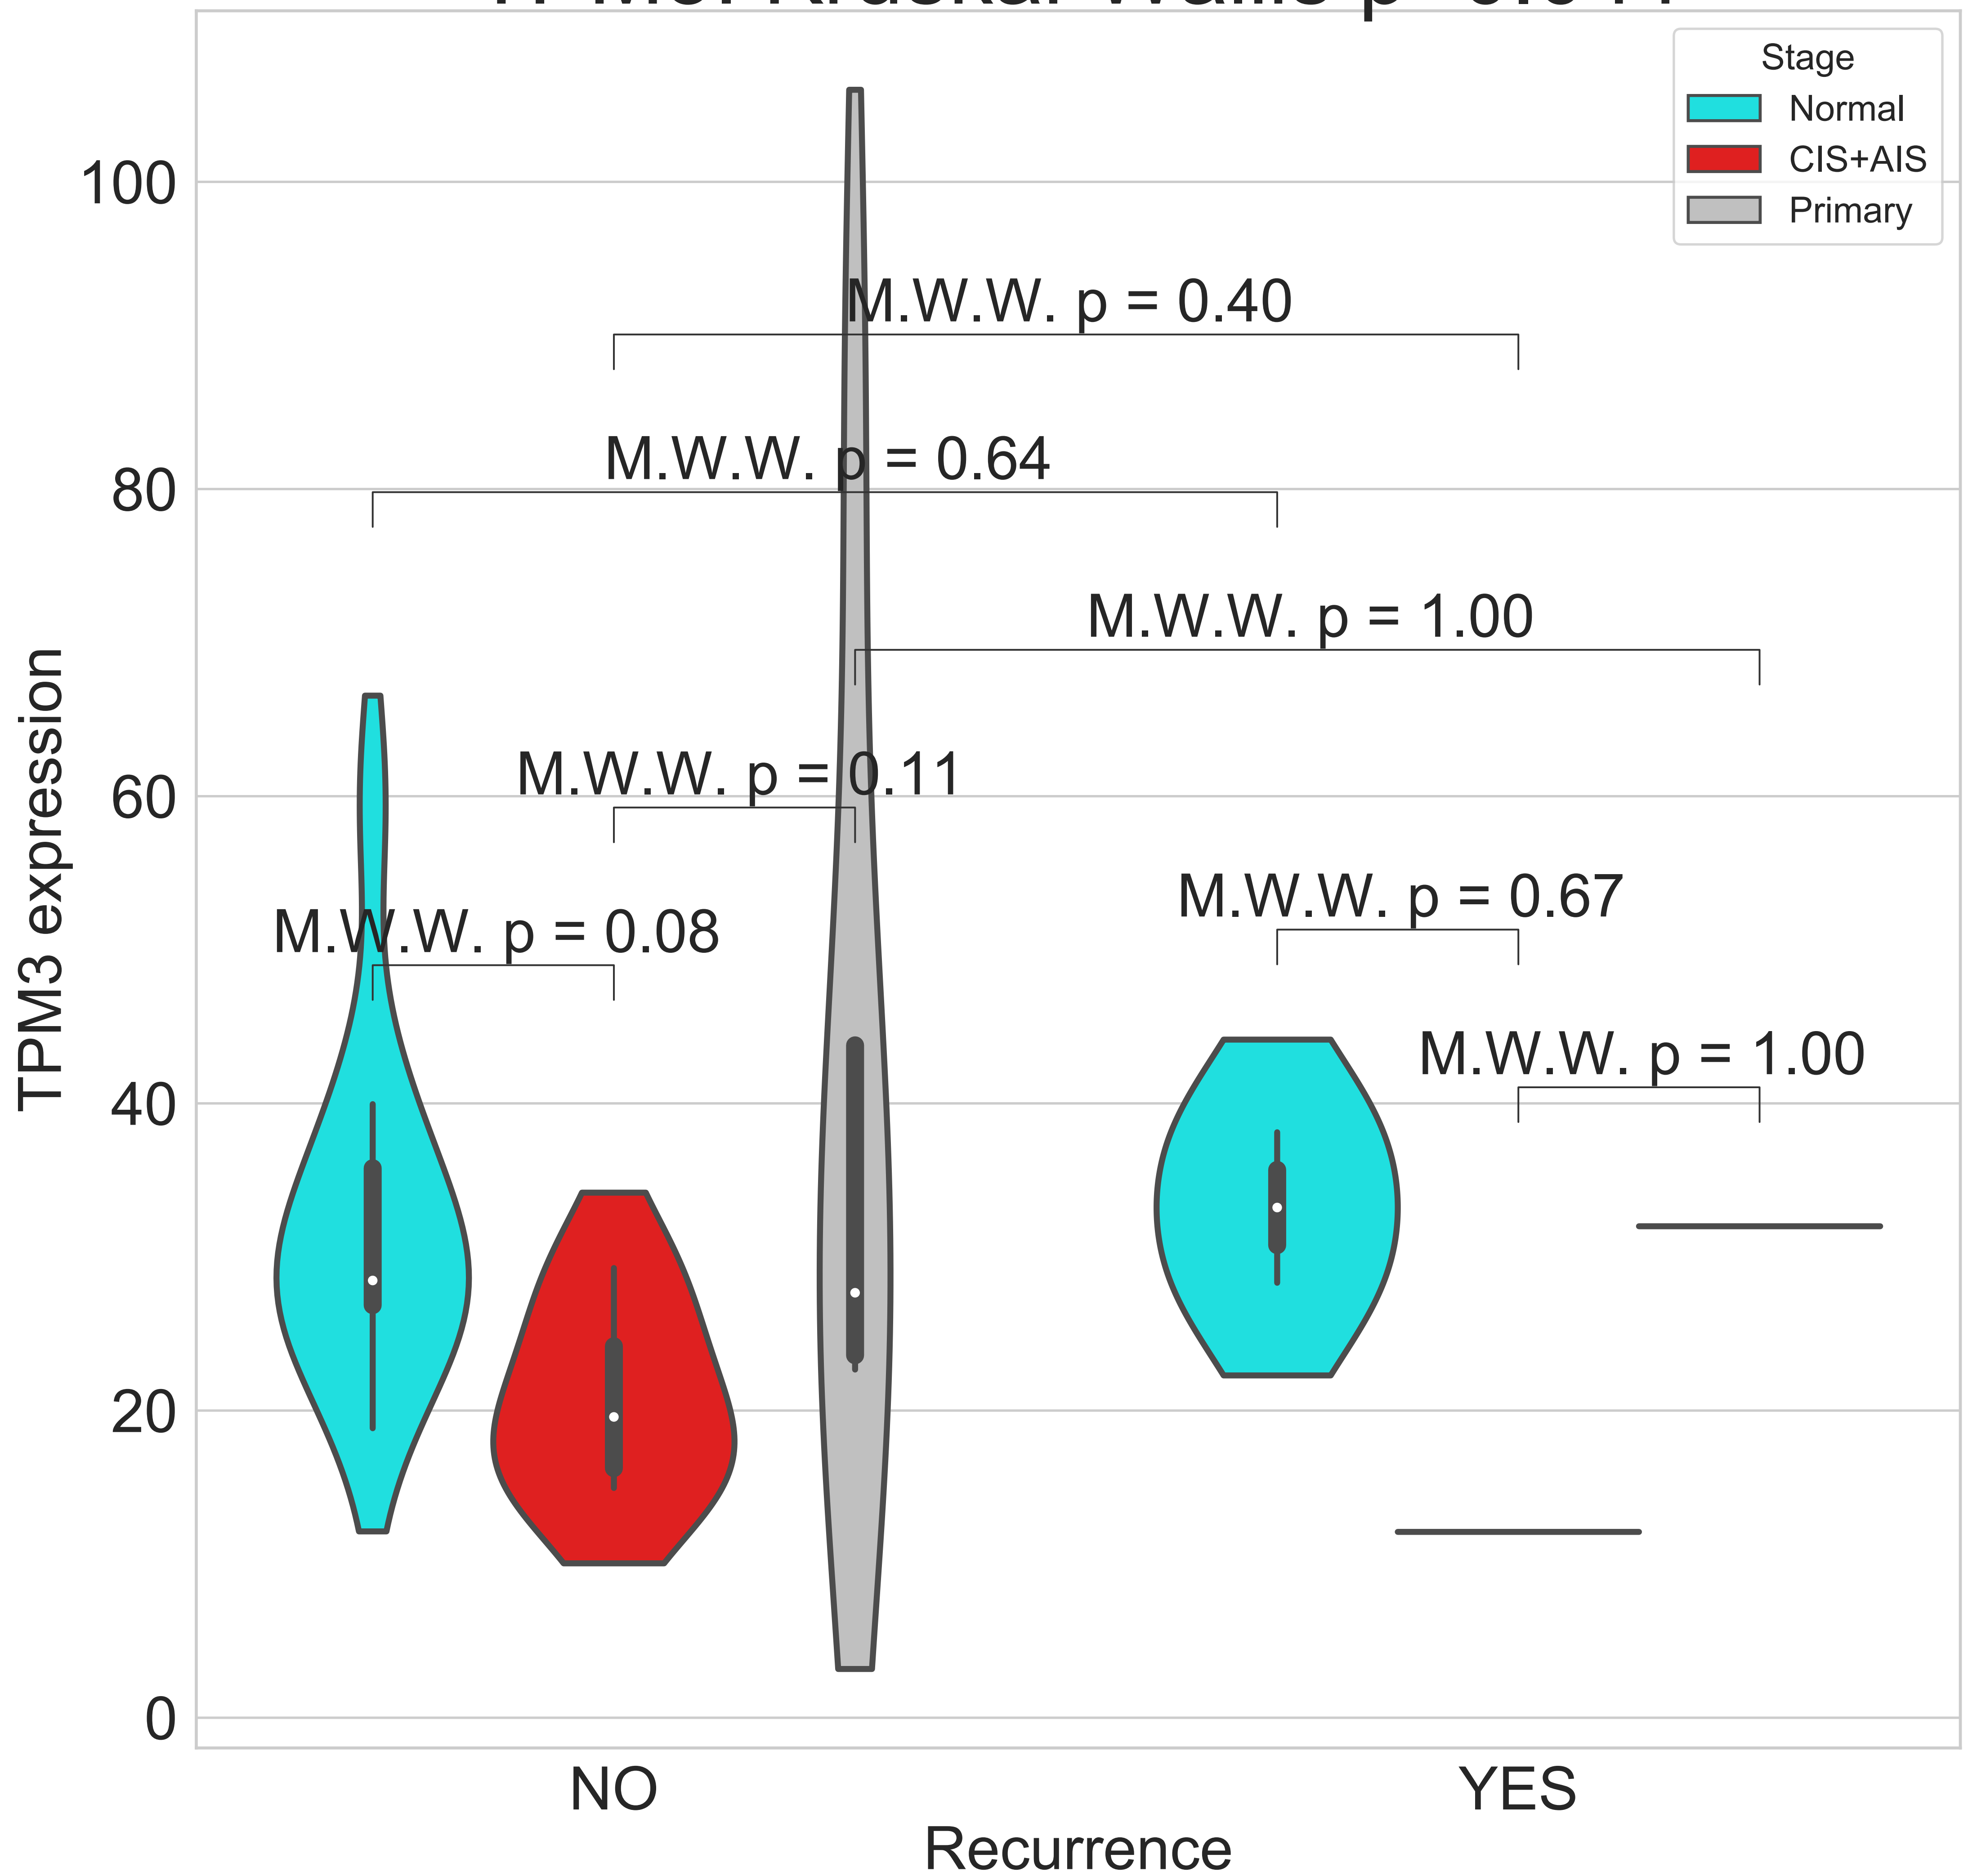 Stage
Normal
CIS+AIS
Primary
100
80
60
40
20
0
TPM3 expression
M.W.W. p = 0.40
M.W.W. p = 0.64
M.W.W. p = 1.00
M.W.W. p = 0.11
M.W.W. p = 0.67
M.W.W. p = 0.08
M.W.W. p = 1.00
NO
YES
Recurrence